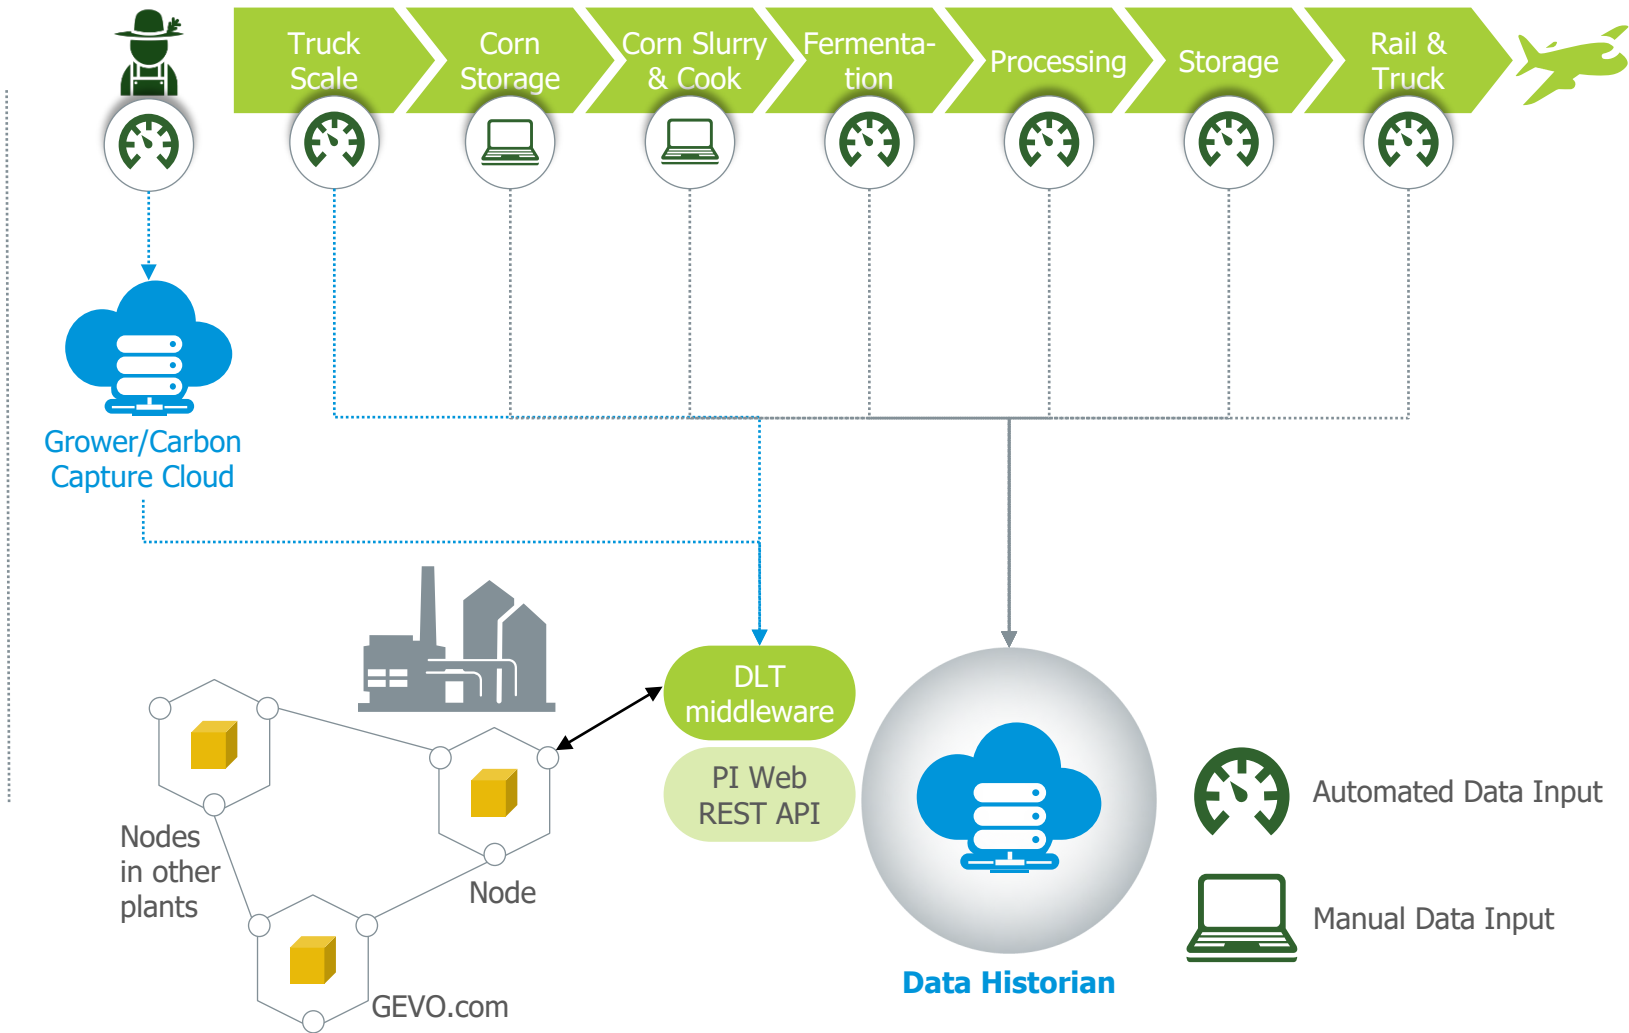 Truck
Scale
Corn
Storage
Corn Slurry
& Cook
Fermenta-
tion
Processing
Storage
Rail &
Truck
Grower/Carbon
Capture Cloud
DLT
middleware
PI Web
REST API
Nodes
in other
plants
Node
GEVO.com
Data Historian
Automated Data Input
Manual Data Input